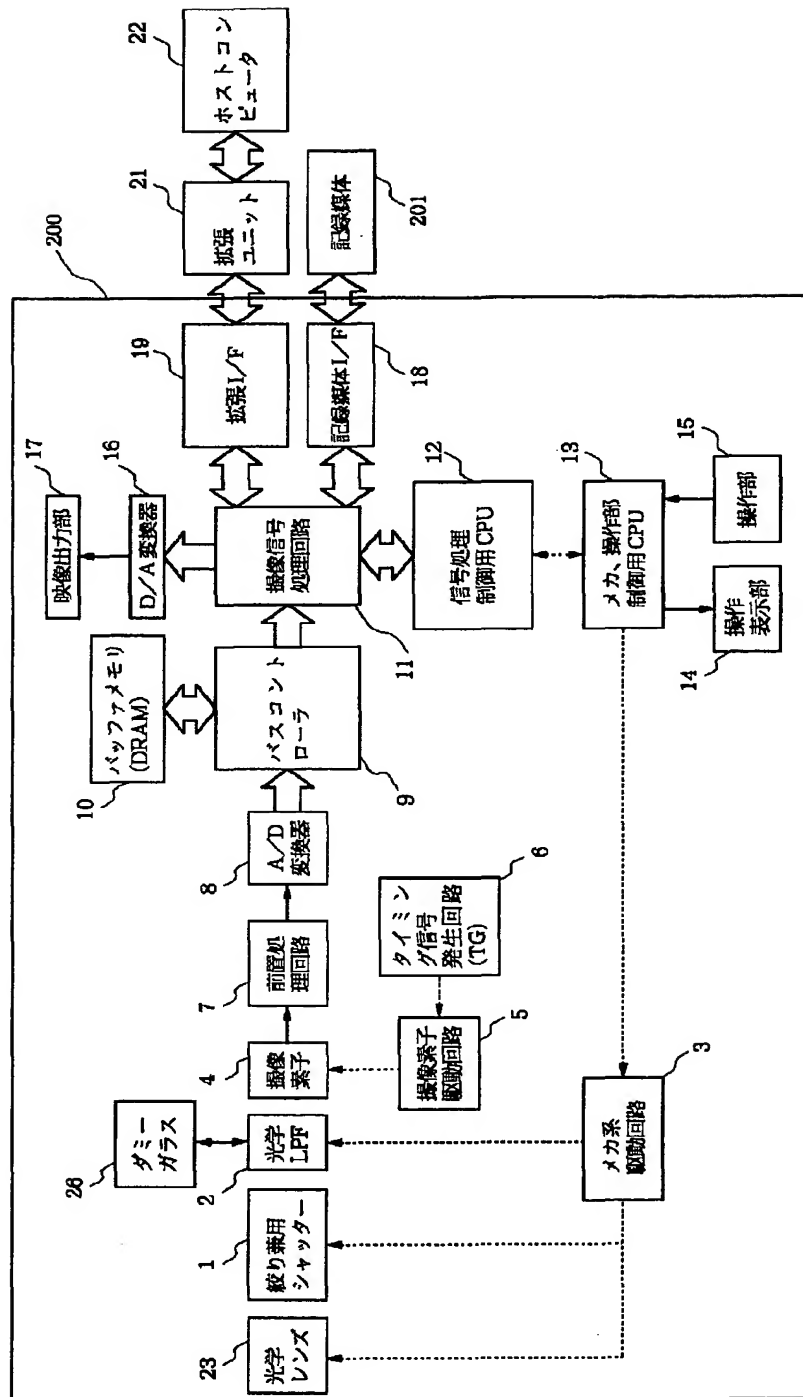 22
ホストコン
ピュータ
21
拡張
ユニット
記録媒体
201
200
19
拡張I/F
記録媒体I/F
18
17
映像出力部
16
D/A変換器
撮像信号
処理回路
11
12
信号処理
制御用CPU
13
メカ、操作部
制御用CPU
15
操作部
操作
表示部
14
バッファメモリ
(DRAM)
10
バスコント
ローラ
9
A/D
変換器
8
前置処
理回路
7
撮像
素子
4
タイミン
グ信号
発生回路
(TG)
6
撮像素子
駆動回路
5
ダミー
ガラス
26
光学
LPF
2
メカ系
駆動回路
3
絞り兼用
シャッター
1
光学
レンズ
23